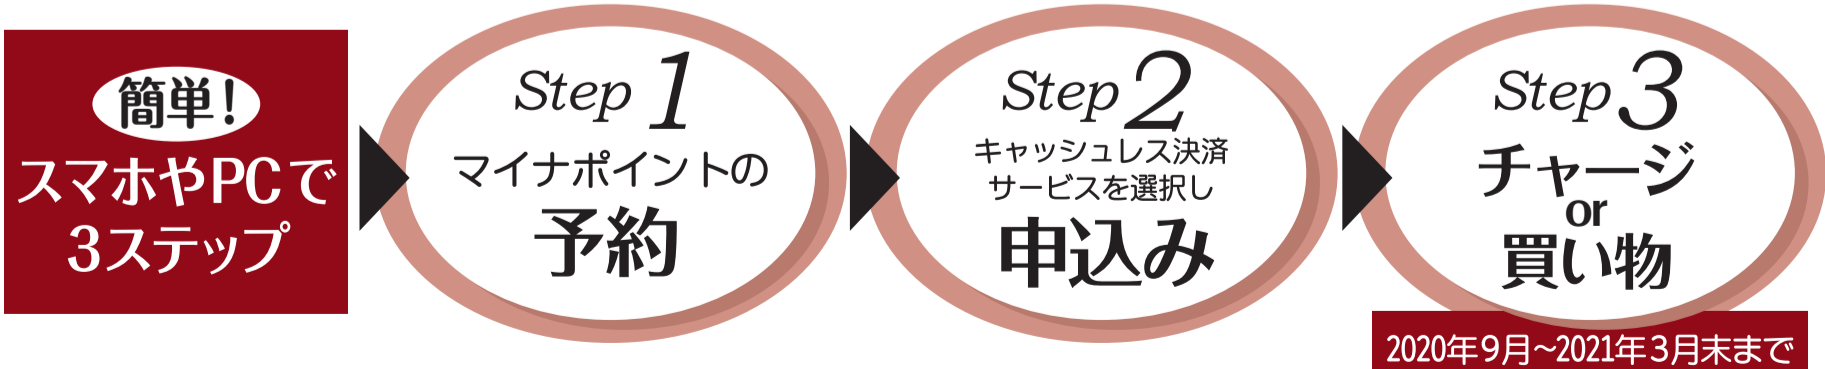 簡単!
スマホやPCで
3ステップ
Step 1
マイナポイントの
予約
Step 2
キャッシュレス決済
サービスを選択し
申込み
Step 3
チャージ
or
買い物
2020年9月~2021年3月末まで